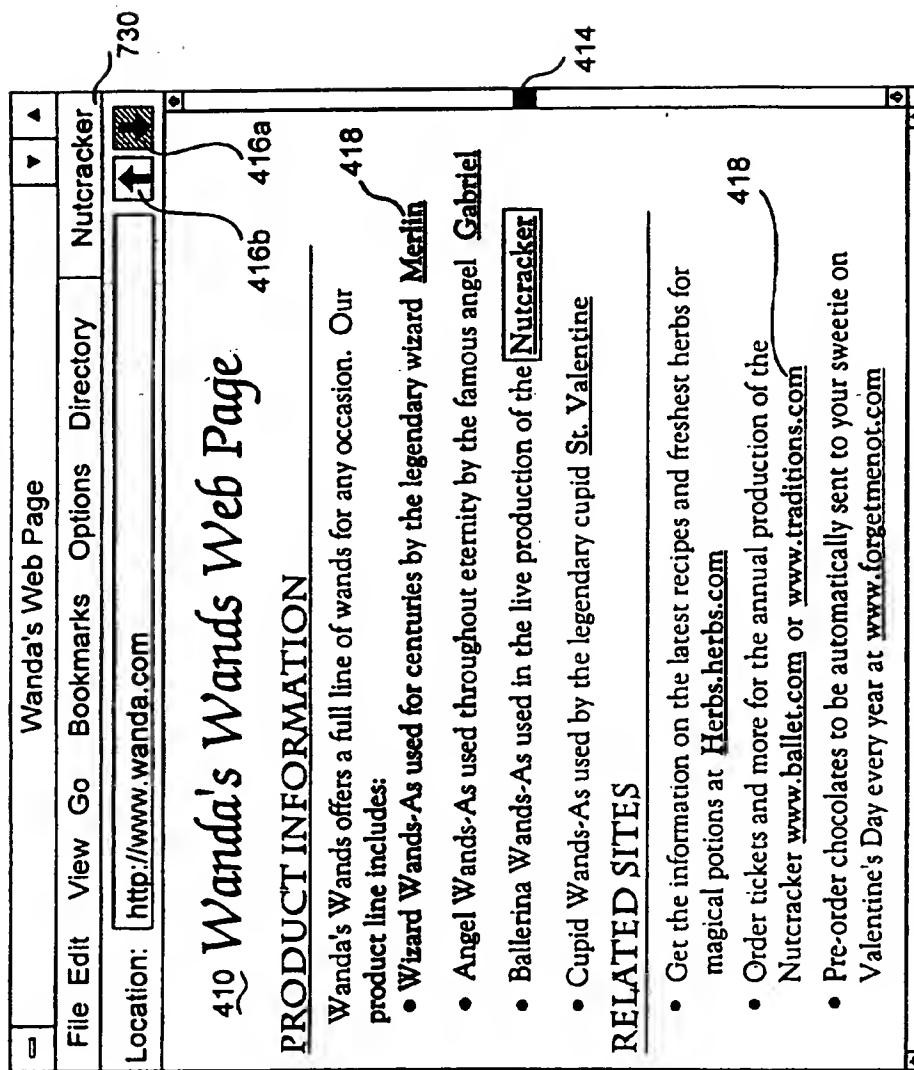 Wanda's Web Page
File Edit View Go Bookmarks Options Directory Nutcracker
730
Location: http://www.wanda.com
416b
416a
410 Wanda's Wands Web Page
PRODUCT INFORMATION
Wanda's Wands offers a full line of wands for any occasion. Our
product line includes:
418
• Wizard Wands-As used for centuries by the legendary wizard Merlin
• Angel Wands-As used throughout eternity by the famous angel Gabriel
• Ballerina Wands-As used in the live production of the Nutcracker
414
• Cupid Wands-As used by the legendary cupid St. Valentine
RELATED SITES
• Get the information on the latest recipes and freshest herbs for
magical potions at Herbs.herbs.com
418
• Order tickets and more for the annual production of the
Nutcracker www.ballet.com or www.traditions.com
• Pre-order chocolates to be automatically sent to your sweetie on
Valentine's Day every year at www.forgetmenot.com